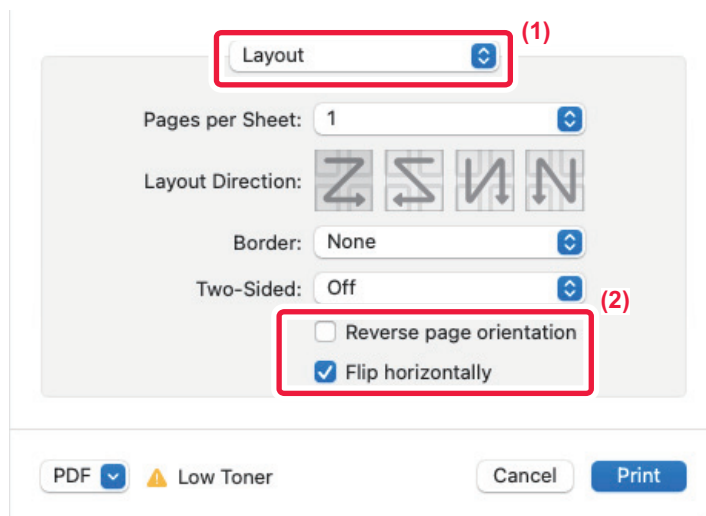 (1)
Layout
Pages per Sheet: 1
Layout Direction:
Border: None
Two-Sided: Off
(2)
Reverse page orientation
Flip horizontally
PDF Low Toner Cancel Print